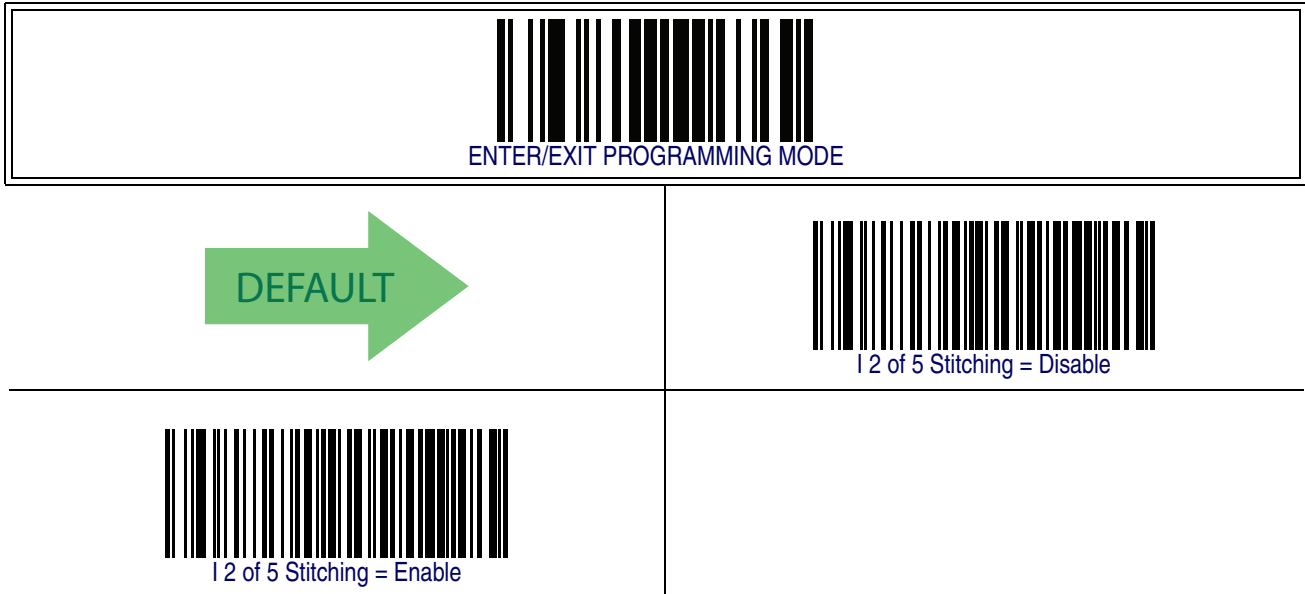 ENTER/EXIT PROGRAMMING MODE
DEFAULT
I 2 of 5 Stitching = Disable
I 2 of 5 Stitching = Enable